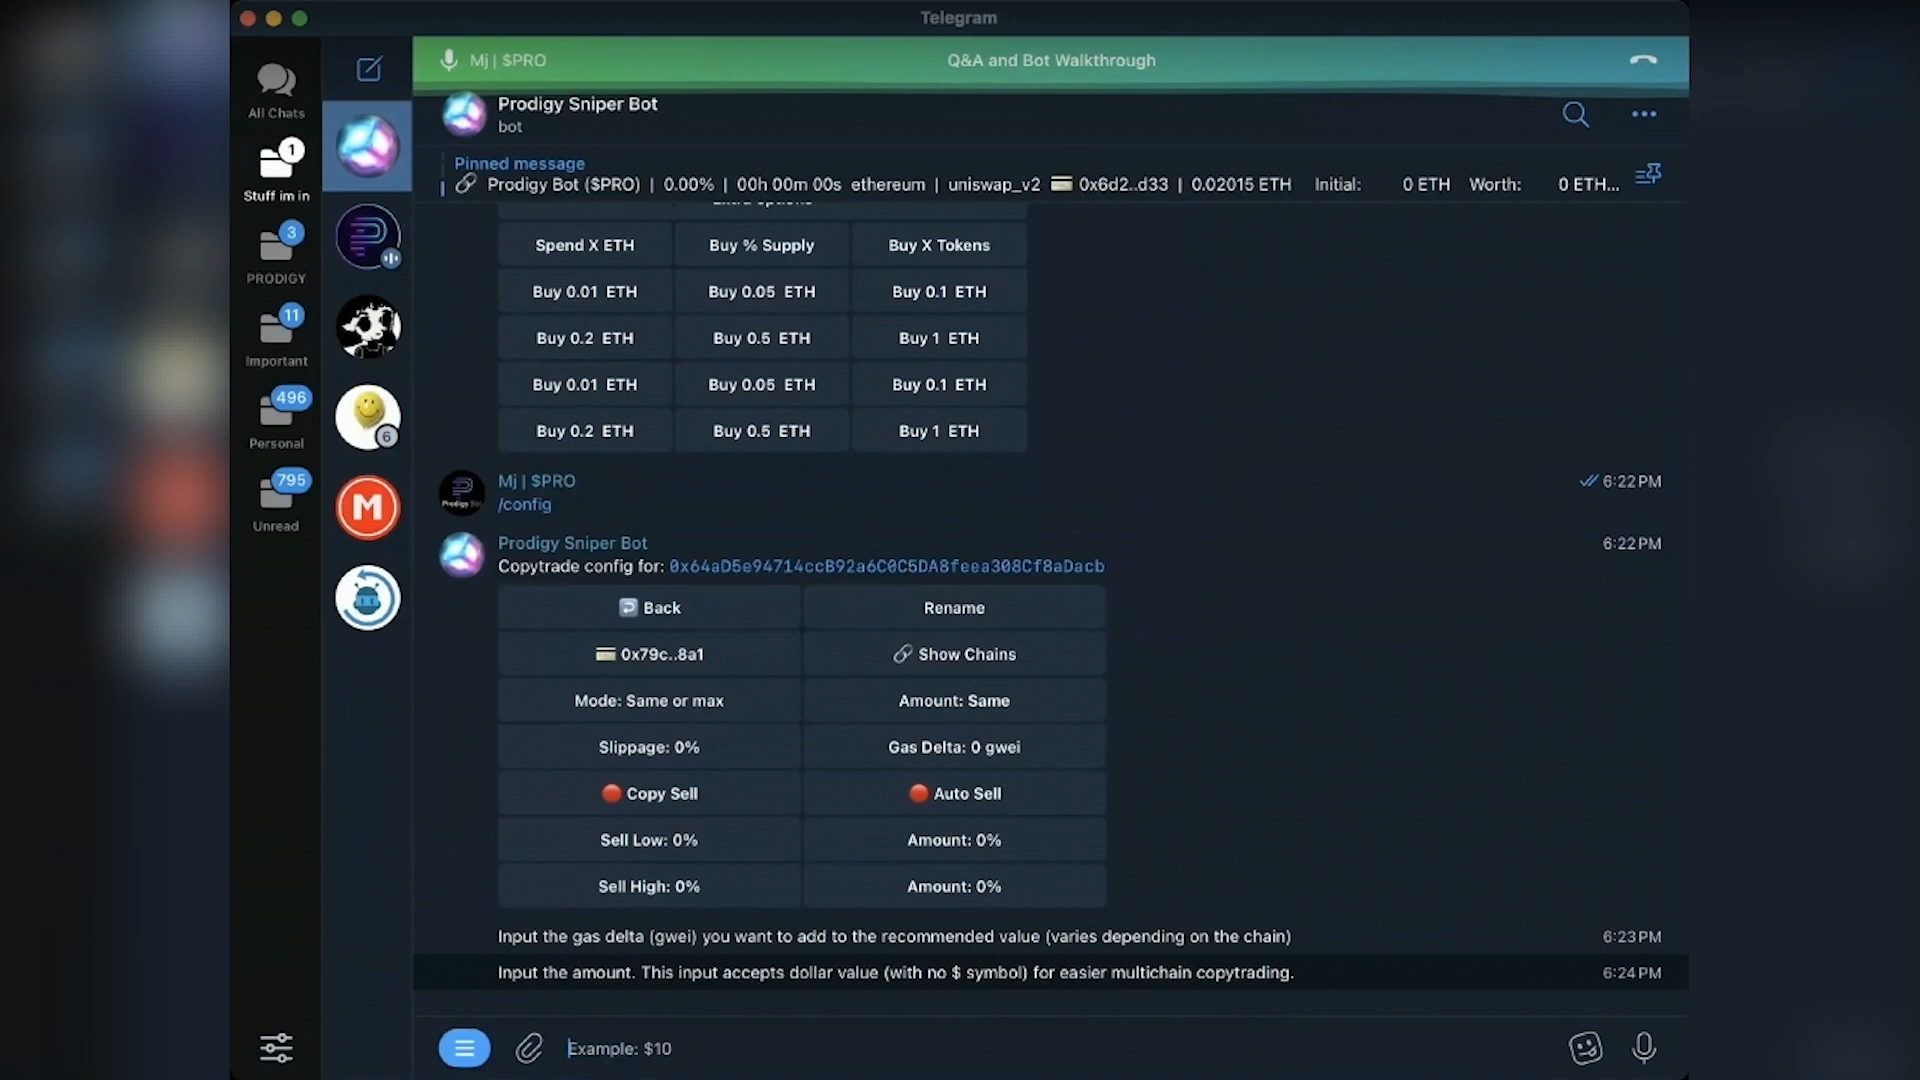 Telegram
Mj | $PRO
Q&A and Bot Walkthrough
All Chats
1
Stuff im in
3
PRODIGY
11
Important
496
Personal
795
Unread
6
M
Prodigy Sniper Bot
bot
Pinned message
Prodigy Bot ($PRO) | 0.00% | 00h 00m 00s ethereum | uniswap_v2 0x6d2..d33 | 0.02015 ETH Initial: 0 ETH Worth: 0 ETH...
Extra options
Spend X ETH Buy % Supply Buy X Tokens
Buy 0.01 ETH Buy 0.05 ETH Buy 0.1 ETH
Buy 0.2 ETH Buy 0.5 ETH Buy 1 ETH
Buy 0.01 ETH Buy 0.05 ETH Buy 0.1 ETH
Buy 0.2 ETH Buy 0.5 ETH Buy 1 ETH
Mj | $PRO 6:22 PM
/config
Prodigy Sniper Bot 6:22 PM
Copytrade config for: 0x64aD5e94714ccB92a6C0C5DA8feea308Cf8aDacb
Back Rename
0x79c..8a1 Show Chains
Mode: Same or max Amount: Same
Slippage: 0% Gas Delta: 0 gwei
Copy Sell Auto Sell
Sell Low: 0% Amount: 0%
Sell High: 0% Amount: 0%
Input the gas delta (gwei) you want to add to the recommended value (varies depending on the chain) 6:23 PM
Input the amount. This input accepts dollar value (with no $ symbol) for easier multichain copytrading. 6:24 PM
Example: $10